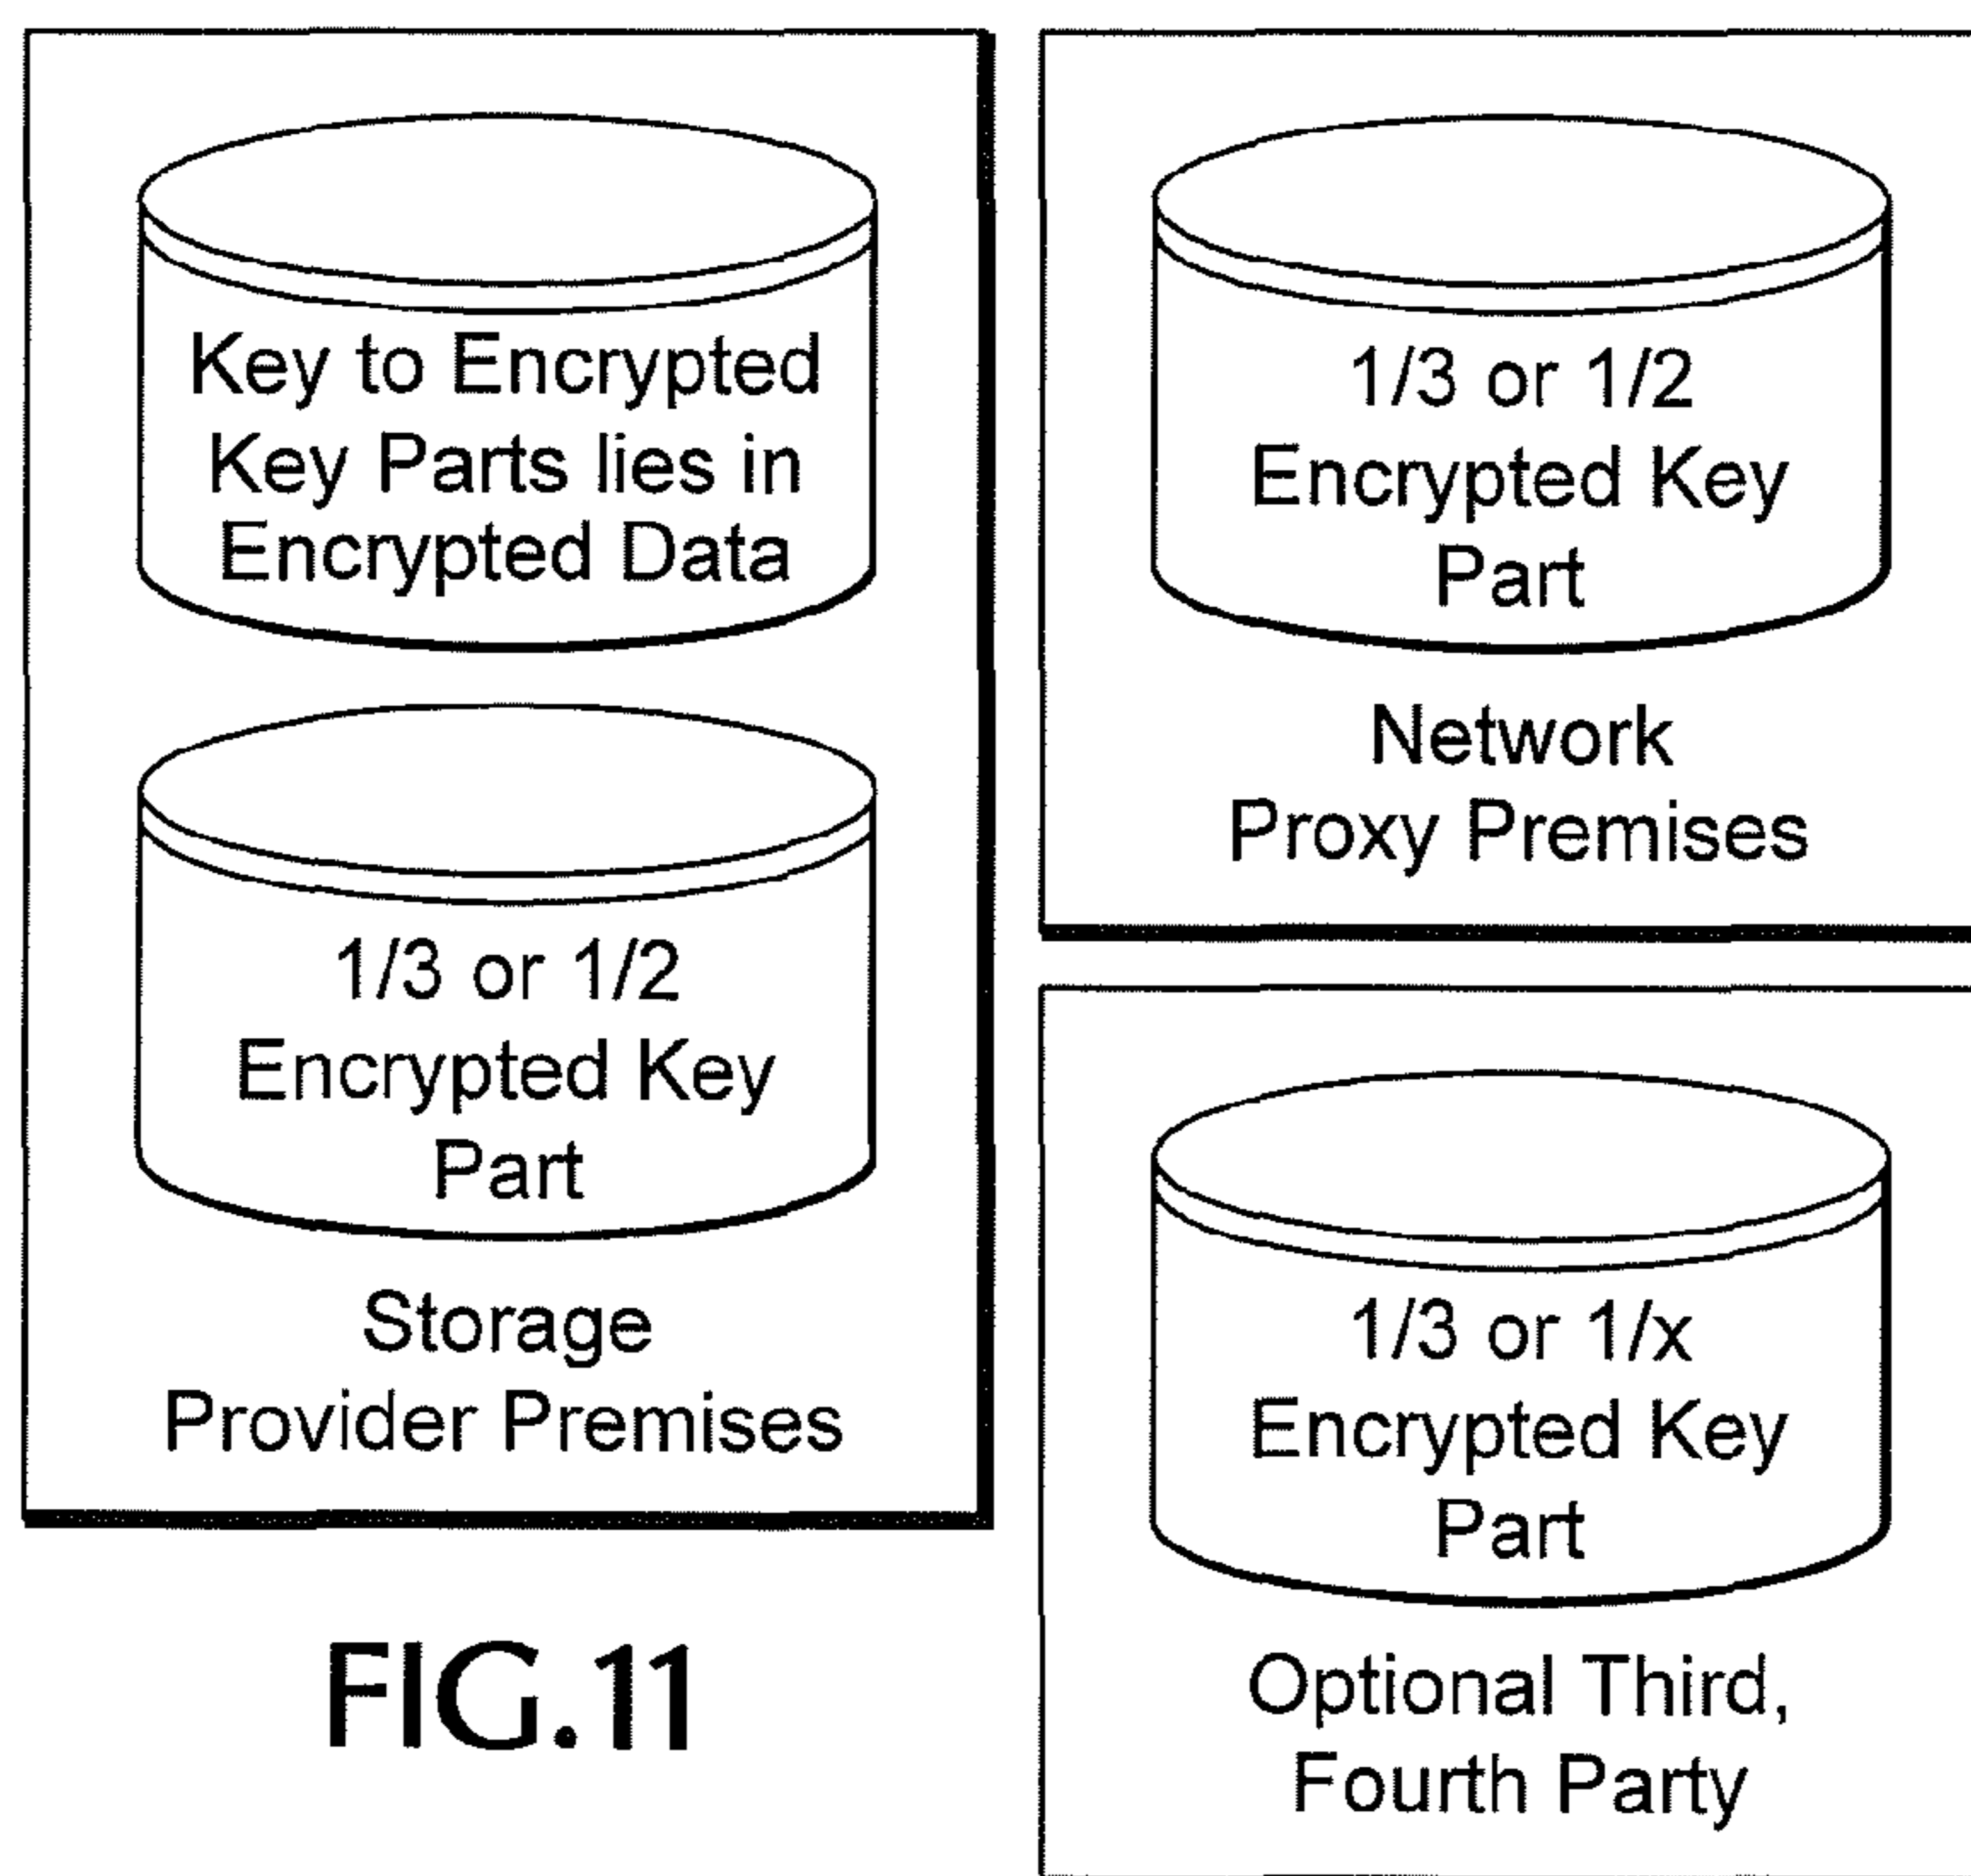 Key to Encrypted
Key Parts lies in
Encrypted Data
1/3 or 1/2
Encrypted Key
Part
Storage
Provider Premises
1/3 or 1/2
Encrypted Key
Part
Network
Proxy Premises
1/3 or 1/x
Encrypted Key
Part
Optional Third,
Fourth Party
FIG.11